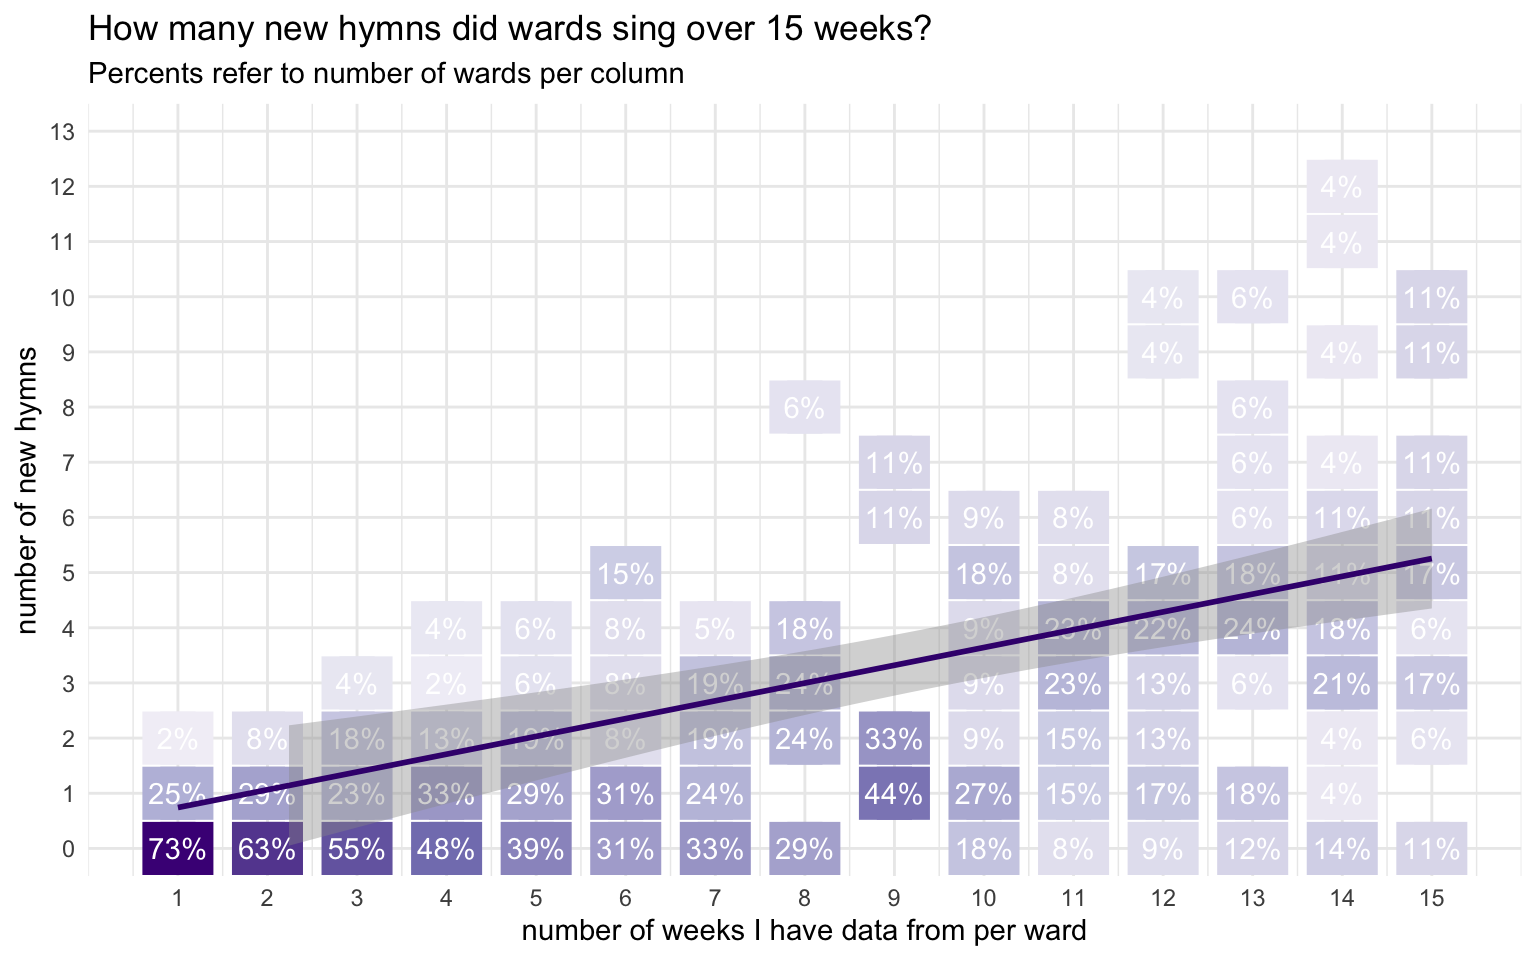 How many new hymns did wards sing over 15 weeks?
Percents refer to number of wards per column
number of new hymns
13
12 4%
11 4%
10 4% 6% 11%
9 4% 4% 11%
8 6% 6%
7 11% 6% 4% 11%
6 11% 9% 8% 6% 11%
5 15% 18% 8% 17% 18% 11% 17%
4 4% 6% 8% 5% 18% 9% 23% 22% 24% 18% 6%
3 4% 2% 6% 8% 19% 24% 9% 23% 13% 6% 21% 17%
2 2% 8% 18% 13% 8% 19% 24% 33% 9% 15% 13% 4% 6%
1 25% 29% 23% 33% 29% 31% 24% 44% 27% 15% 17% 18% 4%
0 73% 63% 55% 48% 39% 31% 33% 29% 18% 8% 9% 12% 14% 11%
1 2 3 4 5 6 7 8 9 10 11 12 13 14 15
number of weeks I have data from per ward